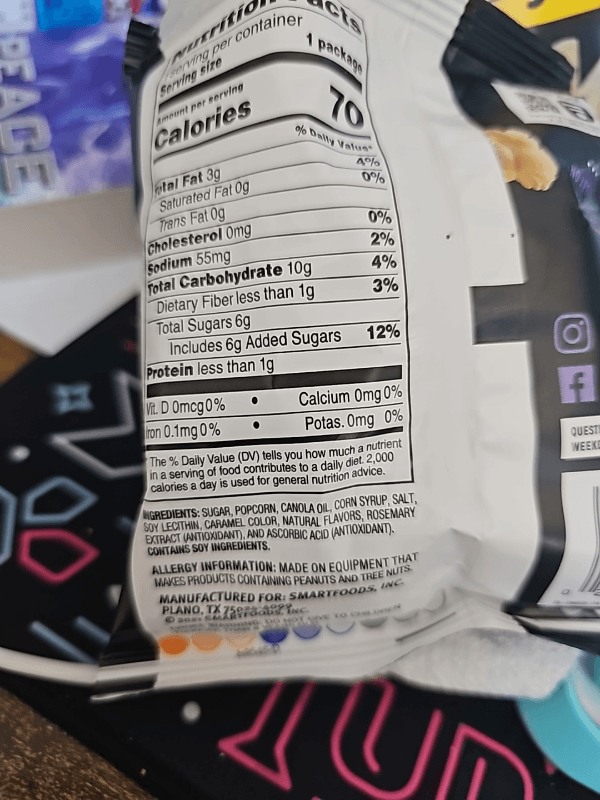 PEACE
Nutrition Facts
serving per container
Serving size 1 package
Amount per serving
Calories 70
% Daily Value*
Total Fat 3g 4%
Saturated Fat 0g 0%
Trans Fat 0g
Cholesterol 0mg 0%
Sodium 55mg 2%
Total Carbohydrate 10g 4%
Dietary Fiber less than 1g 3%
Total Sugars 6g
Includes 6g Added Sugars 12%
Protein less than 1g
Vit. D 0mcg 0% • Calcium 0mg 0%
Iron 0.1mg 0% • Potas. 0mg 0%
The % Daily Value (DV) tells you how much a nutrient
in a serving of food contributes to a daily diet. 2,000
calories a day is used for general nutrition advice.
INGREDIENTS: SUGAR, POPCORN, CANOLA OIL, CORN SYRUP, SALT,
SOY LECITHIN, CARAMEL COLOR, NATURAL FLAVORS, ROSEMARY
EXTRACT (ANTIOXIDANT), AND ASCORBIC ACID (ANTIOXIDANT).
CONTAINS SOY INGREDIENTS.
ALLERGY INFORMATION: MADE ON EQUIPMENT THAT
MAKES PRODUCTS CONTAINING PEANUTS AND TREE NUTS.
MANUFACTURED FOR: SMARTFOODS, INC.
PLANO, TX
SMARTFOODS, INC.
QUESTI
WEEKD